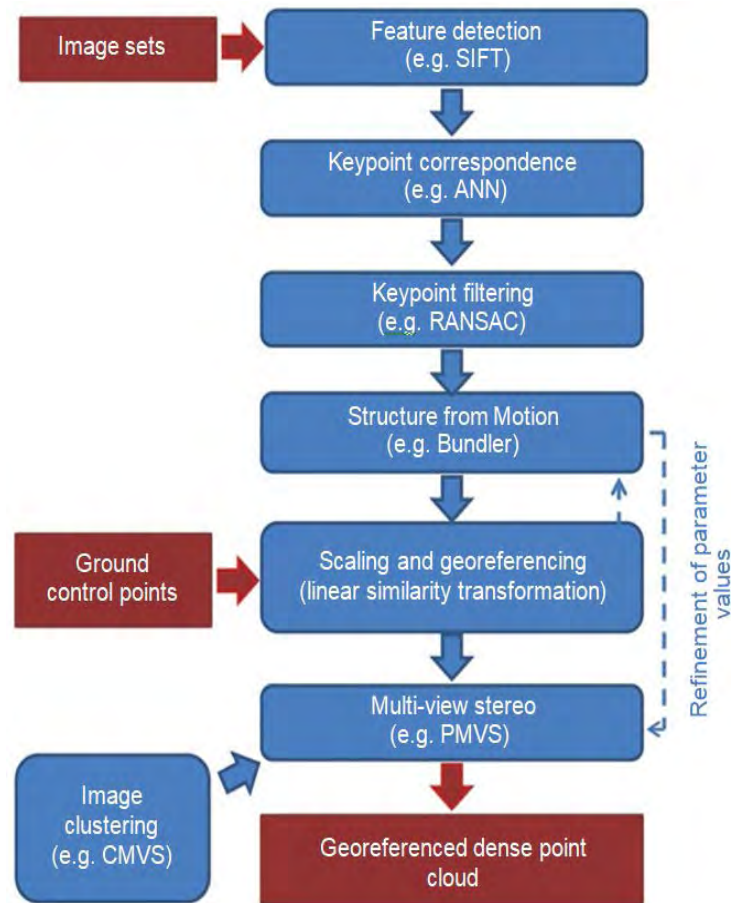 Image sets
Feature detection
(e.g. SIFT)
Keypoint correspondence
(e.g. ANN)
Keypoint filtering
(e.g. RANSAC)
Structure from Motion
(e.g. Bundler)
Ground
control points
Scaling and georeferencing
(linear similarity transformation)
Refinement of parameter
values
Multi-view stereo
(e.g. PMVS)
Image
clustering
(e.g. CMVS)
Georeferenced dense point
cloud